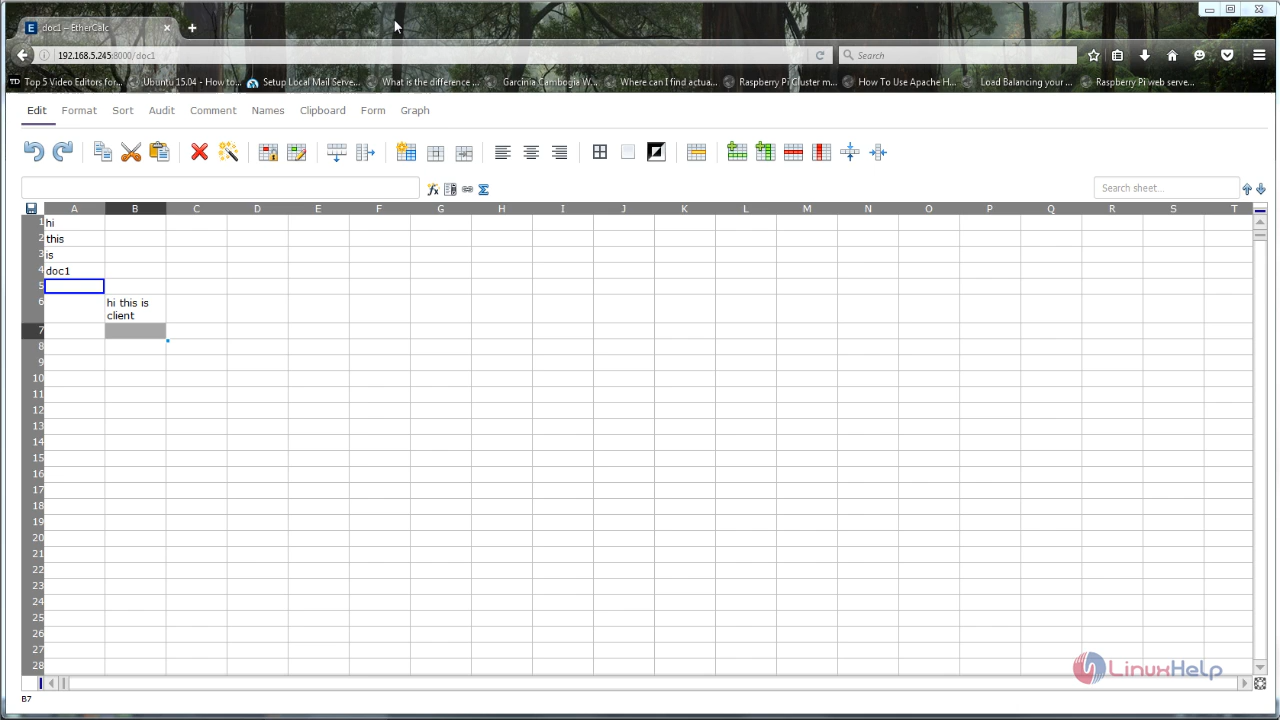 doc1 – EtherCalc
192.168.5.245:8000/doc1
Search
Top 5 Video Editors for...
Ubuntu 15.04 - How to...
Setup Local Mail Serve...
What is the difference ...
Garcinia Cambogia W...
Where can I find actua...
Raspberry Pi Cluster m...
How To Use Apache H...
Load Balancing your ...
Raspberry Pi web serve...
Edit Format Sort Audit Comment Names Clipboard Form Graph
Search sheet...
A B C D E F G H I J K L M N O P Q R S T
1 hi
2 this
3 is
4 doc1
5
6 hi this is
client
7
8
9
10
11
12
13
14
15
16
17
18
19
20
21
22
23
24
25
26
27
28
LinuxHelp
B7